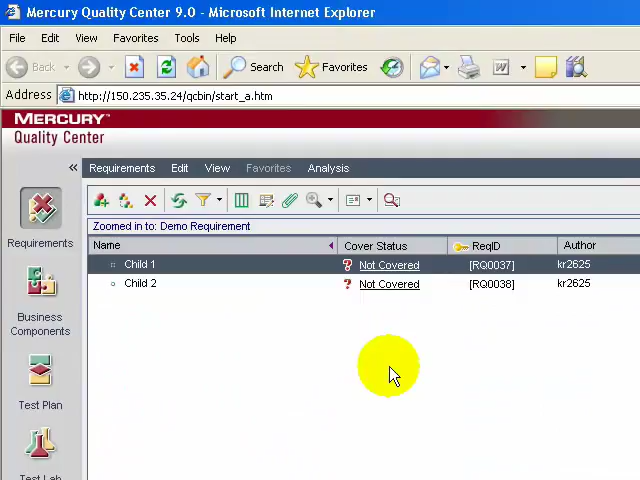 Mercury Quality Center 9.0 - Microsoft Internet Explorer
File Edit View Favorites Tools Help
Back Search Favorites
Address http://150.235.35.24/qcbin/start_a.htm
MERCURY™
Quality Center
« Requirements Edit View Favorites Analysis
Zoomed in to: Demo Requirement
Name Cover Status ReqID Author
Child 1 Not Covered [RQ0037] kr2625
Child 2 Not Covered [RQ0038] kr2625
Requirements
Business
Components
Test Plan
Test Lab